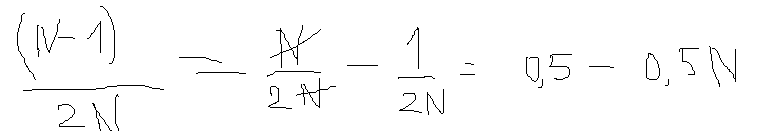 (N-1)/2N = N/2N - 1/2N = 0,5 - 0,5N